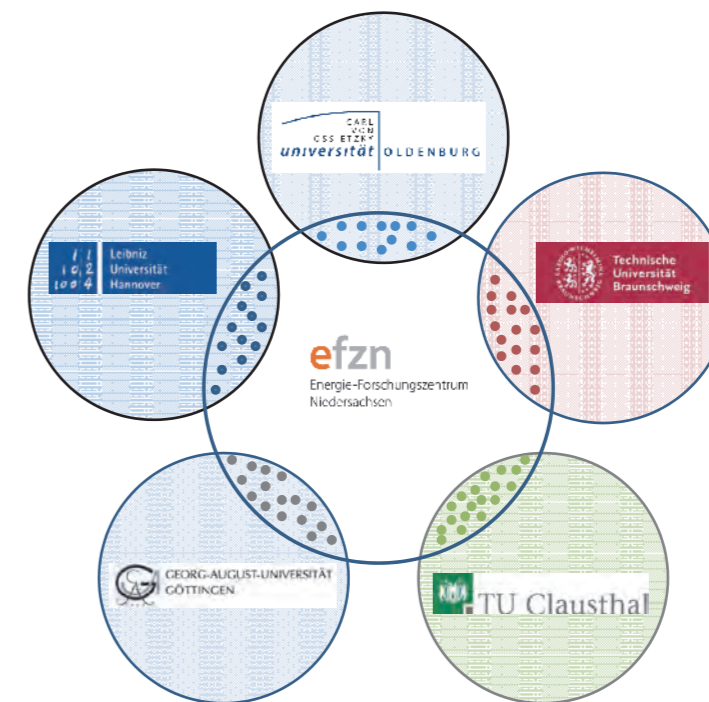 CARL
VON
OSSIETZKY
universität OLDENBURG
Leibniz
Universität
Hannover
Technische
Universität
Braunschweig
efzn
Energie-Forschungszentrum
Niedersachsen
GEORG-AUGUST-UNIVERSITÄT
GÖTTINGEN
TU Clausthal